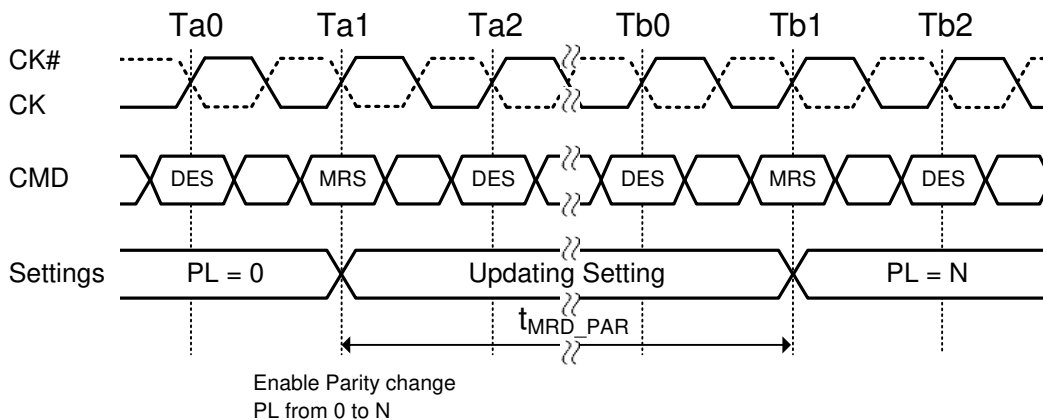 Ta0 Ta1 Ta2 Tb0 Tb1 Tb2
CK#
CK
CMD DES MRS DES DES MRS DES
Settings PL = 0 Updating Setting PL = N
tMRD_PAR
Enable Parity change
PL from 0 to N